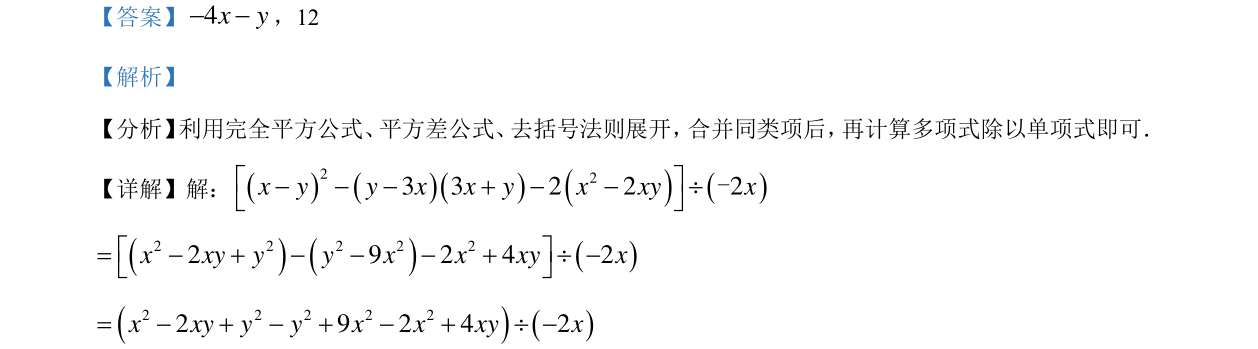 【答案】−4x−y，12
【解析】
【分析】利用完全平方公式、平方差公式、去括号法则展开，合并同类项后，再计算多项式除以单项式即可．
【详解】解：[(x−y)²−(y−3x)(3x+y)−2(x²−2xy)]÷(−2x)
=[(x²−2xy+y²)−(y²−9x²)−2x²+4xy]÷(−2x)
=(x²−2xy+y²−y²+9x²−2x²+4xy)÷(−2x)